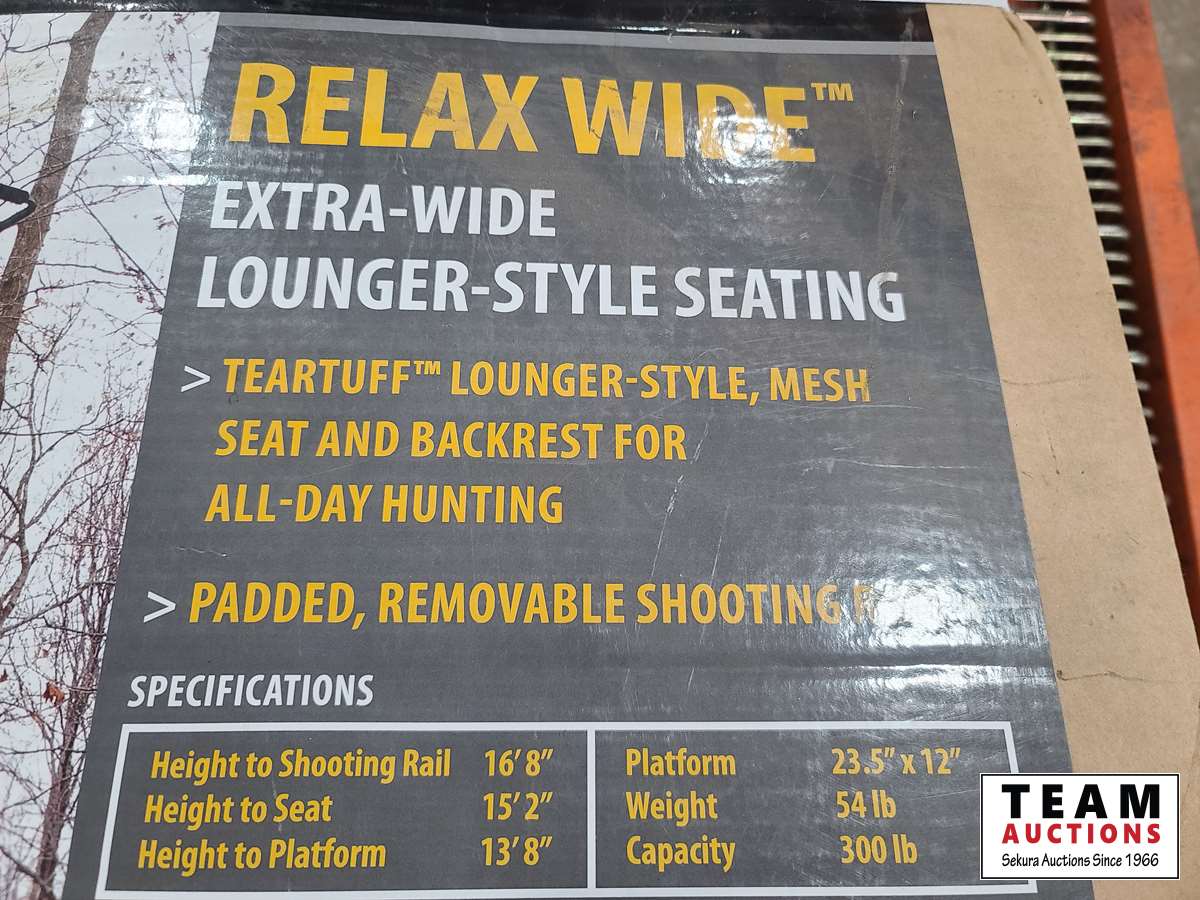 RELAX WIDE™
EXTRA-WIDE
LOUNGER-STYLE SEATING
> TEARTUFF™ LOUNGER-STYLE, MESH
SEAT AND BACKREST FOR
ALL-DAY HUNTING
> PADDED, REMOVABLE SHOOTING
SPECIFICATIONS
Height to Shooting Rail 16' 8"
Height to Seat 15' 2"
Height to Platform 13' 8"
Platform 23.5" x 12"
Weight 54 lb
Capacity 300 lb
TEAM
AUCTIONS
Sekura Auctions Since 1966